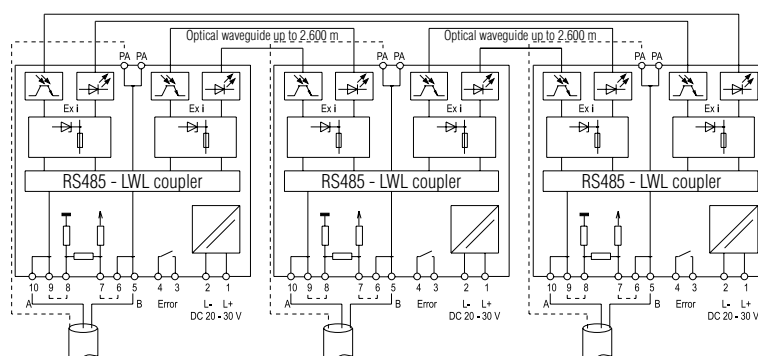 Optical waveguide up to 2.600 m Optical waveguide up to 2.600 m
PA PA PA PA PA PA
Ex i Ex i Ex i Ex i Ex i Ex i
RS485 - LWL coupler RS485 - LWL coupler RS485 - LWL coupler
10 9 8 7 6 5 4 3 2 1 10 9 8 7 6 5 4 3 2 1 10 9 8 7 6 5 4 3 2 1
A B Error L- L+ A B Error L- L+ A B Error L- L+
DC 20 - 30 V DC 20 - 30 V DC 20 - 30 V